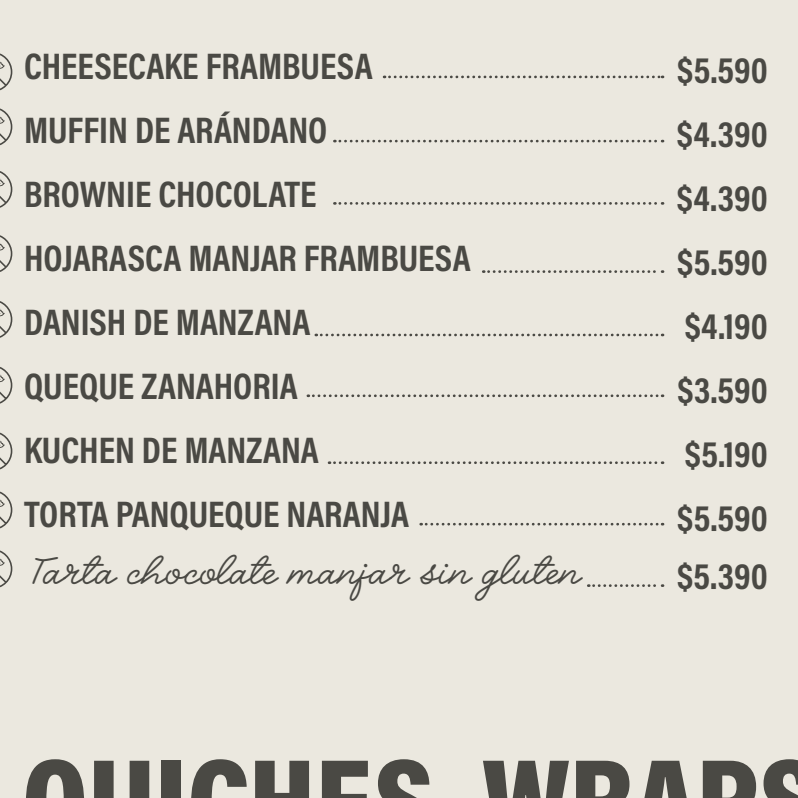 CHEESECAKE FRAMBUESA $5.590
MUFFIN DE ARÁNDANO $4.390
BROWNIE CHOCOLATE $4.390
HOJARASCA MANJAR FRAMBUESA $5.590
DANISH DE MANZANA $4.190
QUEQUE ZANAHORIA $3.590
KUCHEN DE MANZANA $5.190
TORTA PANQUEQUE NARANJA $5.590
Tarta chocolate manjar sin gluten $5.390
QUICHES, WRAPS